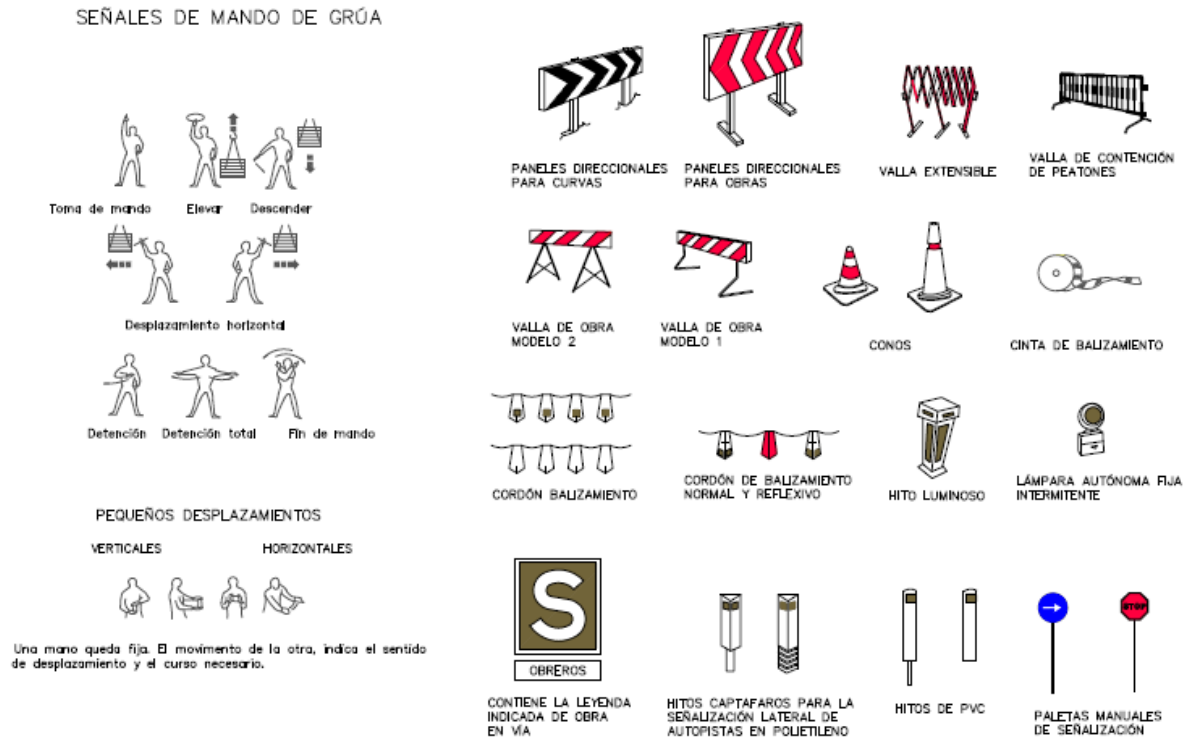 SEÑALES DE MANDO DE GRÚA
Toma de mando
Elevar
Descender
Desplazamiento horizontal
Detención
Detención total
Fin de mando
PEQUEÑOS DESPLAZAMIENTOS
VERTICALES
HORIZONTALES
Una mano queda fija. El movimento de la otra, indica el sentido
de desplazamiento y el curso necesario.
PANELES DIRECCIONALES
PARA CURVAS
PANELES DIRECCIONALES
PARA OBRAS
VALLA EXTENSIBLE
VALLA DE CONTENCIÓN
DE PEATONES
VALLA DE OBRA
MODELO 2
VALLA DE OBRA
MODELO 1
CONOS
CINTA DE BALIZAMIENTO
CORDÓN BALIZAMIENTO
CORDÓN DE BALIZAMIENTO
NORMAL Y REFLEXIVO
HITO LUMINOSO
LÁMPARA AUTÓNOMA FIJA
INTERMITENTE
S
OBREROS
CONTIENE LA LEYENDA
INDICADA DE OBRA
EN VÍA
HITOS CAPTAFAROS PARA LA
SEÑALIZACIÓN LATERAL DE
AUTOPISTAS EN POLIETILENO
HITOS DE PVC
STOP
PALETAS MANUALES
DE SEÑALIZACIÓN